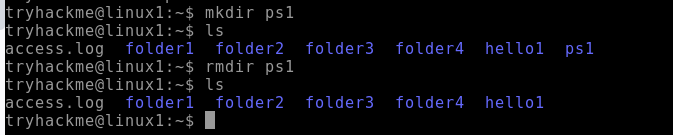 tryhackme@linux1:~$ mkdir ps1
tryhackme@linux1:~$ ls
access.log  folder1  folder2  folder3  folder4  hello1  ps1
tryhackme@linux1:~$ rmdir ps1
tryhackme@linux1:~$ ls
access.log  folder1  folder2  folder3  folder4  hello1
tryhackme@linux1:~$